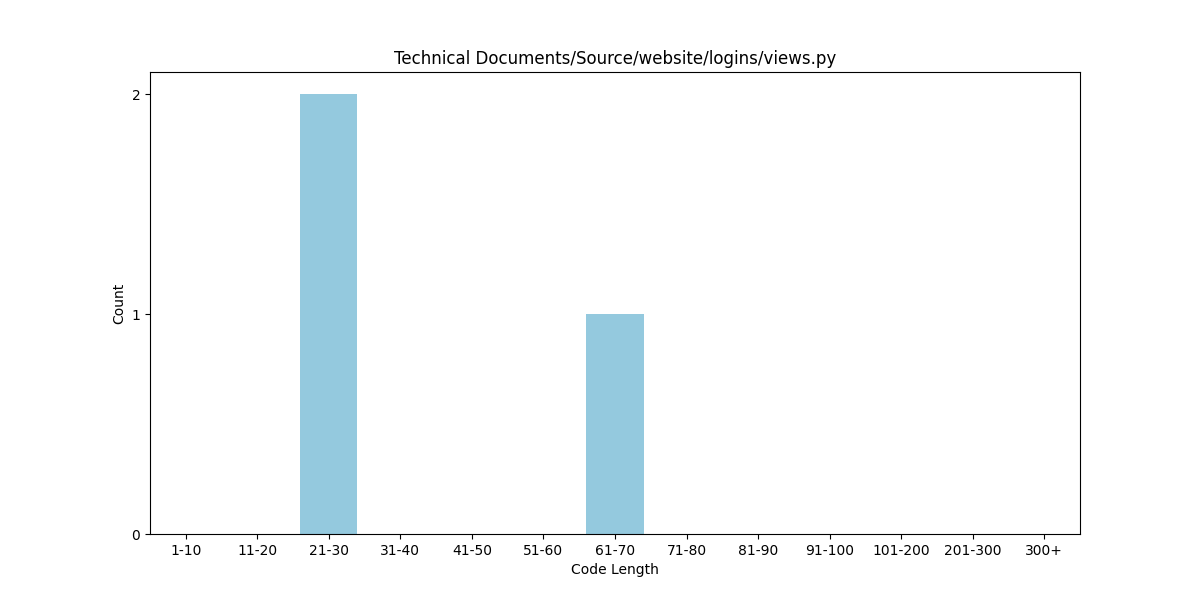 Technical Documents/Source/website/logins/views.py
2
1
0
Count
1-10 11-20 21-30 31-40 41-50 51-60 61-70 71-80 81-90 91-100 101-200 201-300 300+
Code Length